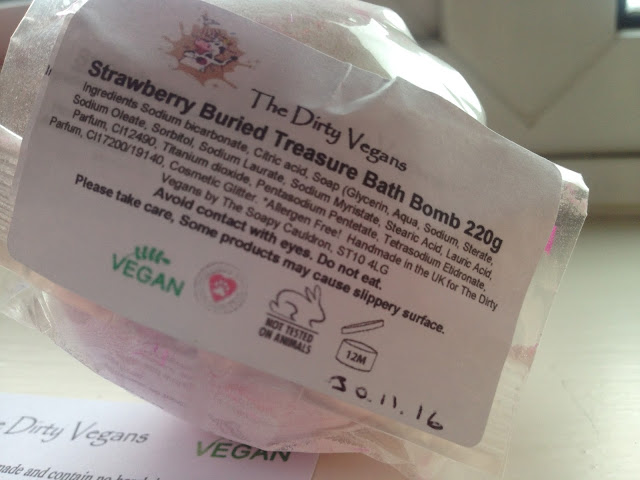 The Dirty Vegans
Strawberry Buried Treasure Bath Bomb 220g
Ingredients Sodium bicarbonate, Citric acid, Soap (Glycerin, Aqua, Sodium, Sterate,
Sodium Oleate, Sorbitol, Sodium Laurate, Sodium Myristate, Stearic Acid, Lauric Acid,
Parfum, CI12490, Titanium dioxide, Pentasodium Pentetate, Tetrasodium Etidronate,
Parfum, CI17200/19140, Cosmetic Glitter. *Allergen Free! Handmade in the UK for The Dirty
Vegans by The Soapy Cauldron, ST10 4LG
Avoid contact with eyes. Do not eat.
Please take care, Some products may cause slippery surface.
VEGAN
NOT TESTED
ON ANIMALS
12M
30.11.16
e Dirty Vegans
VEGAN
made and contain no